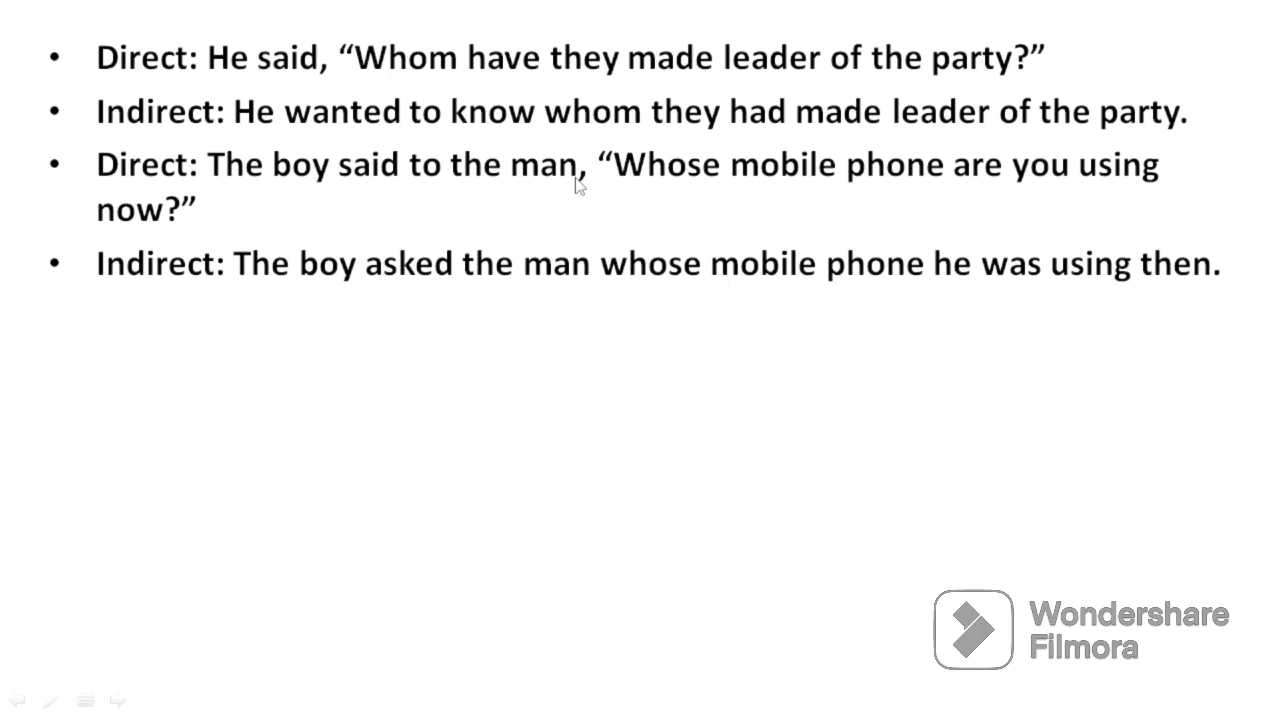 • Direct: He said, “Whom have they made leader of the party?”
• Indirect: He wanted to know whom they had made leader of the party.
• Direct: The boy said to the man, “Whose mobile phone are you using
now?”
• Indirect: The boy asked the man whose mobile phone he was using then.
Wondershare
Filmora